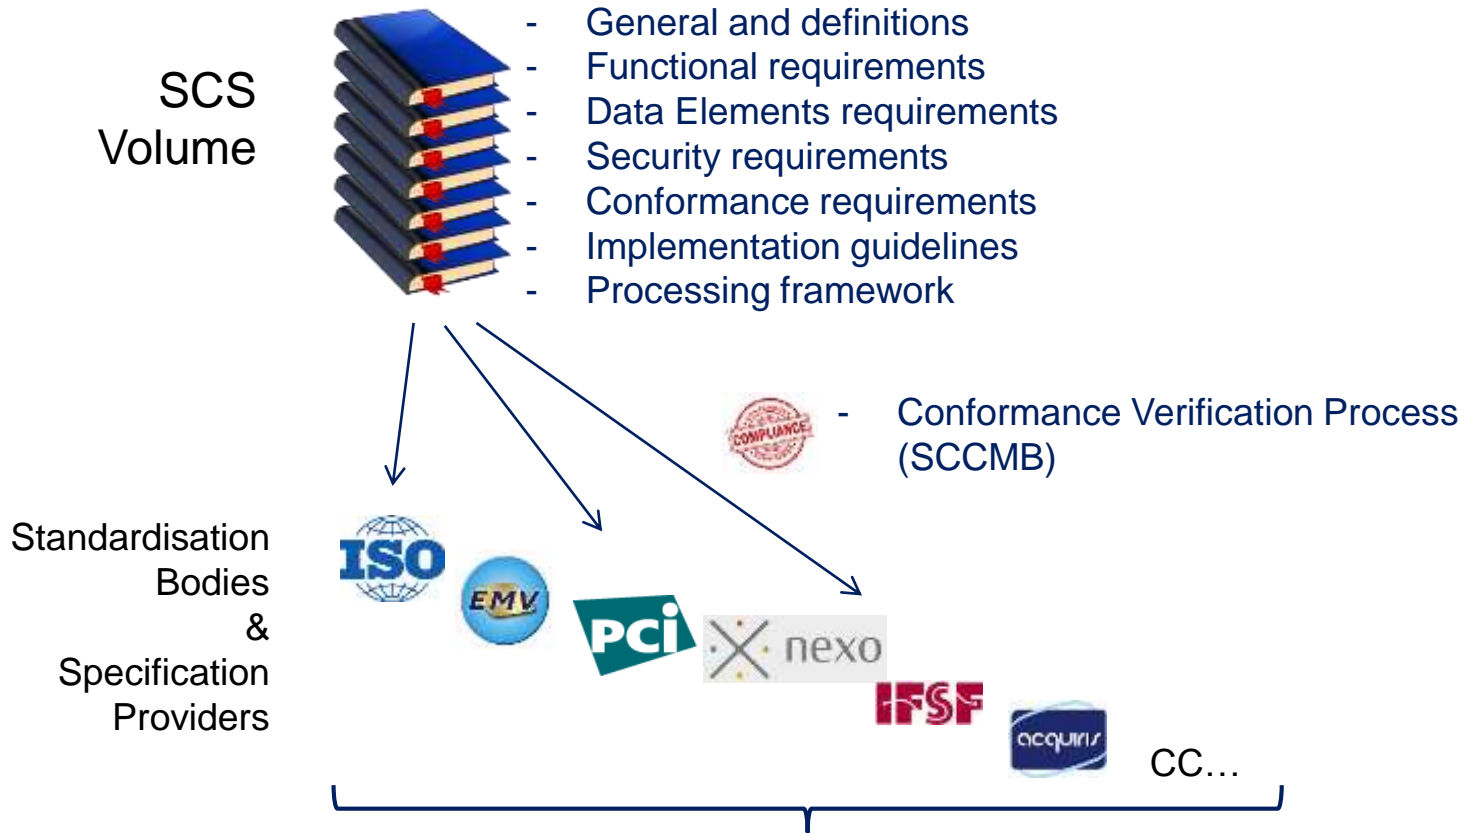 SCS
Volume
- General and definitions
- Functional requirements
- Data Elements requirements
- Security requirements
- Conformance requirements
- Implementation guidelines
- Processing framework
COMPLIANCE
- Conformance Verification Process
(SCCMB)
Standardisation
Bodies
&
Specification
Providers
ISO
EMV
PCi
nexo
IFSF
acquiris
CC…